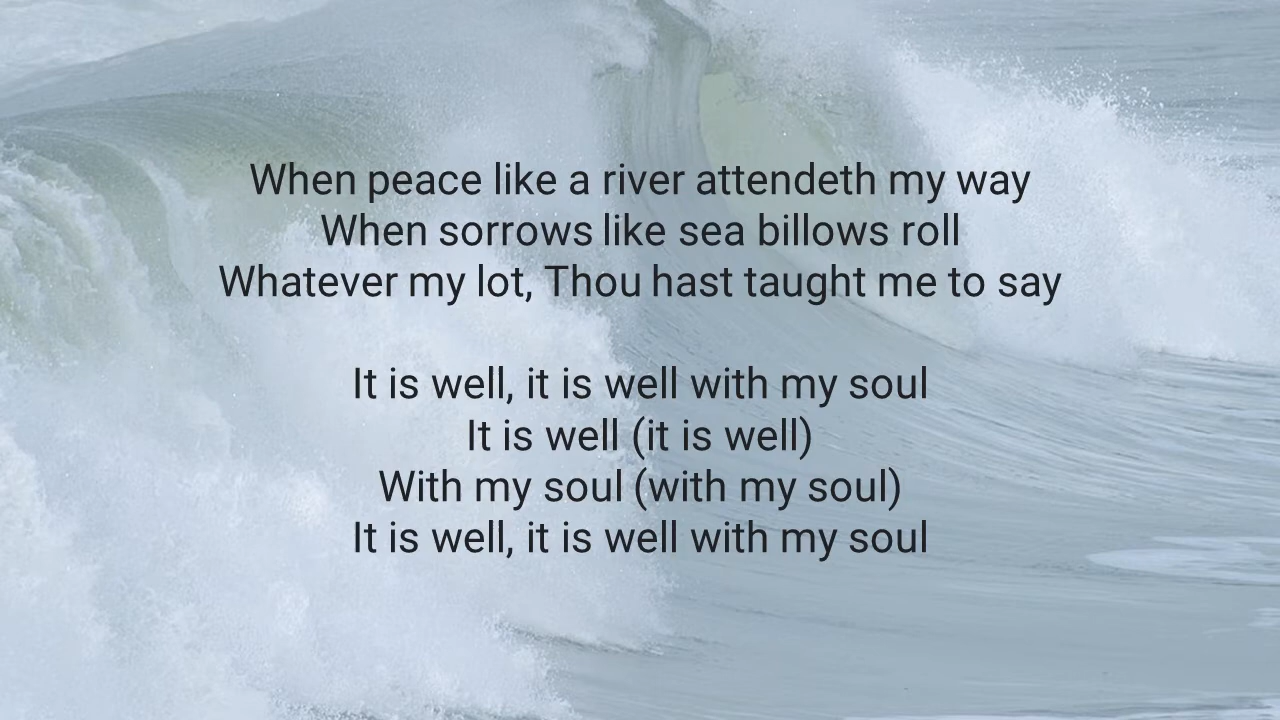 When peace like a river attendeth my way
When sorrows like sea billows roll
Whatever my lot, Thou hast taught me to say
It is well, it is well with my soul
It is well (it is well)
With my soul (with my soul)
It is well, it is well with my soul